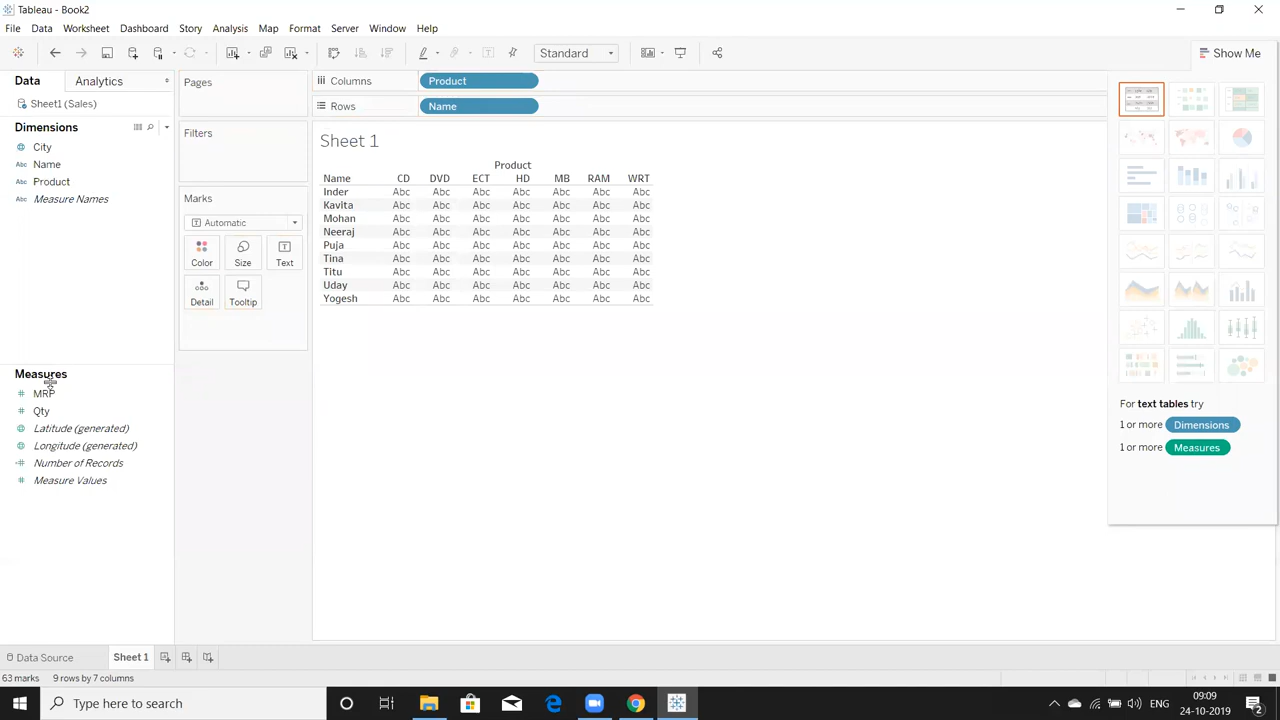 Tableau - Book2
File Data Worksheet Dashboard Story Analysis Map Format Server Window Help
Standard
Show Me
Data Analytics
Sheet1 (Sales)
Dimensions
City
Abc Name
Abc Product
Abc Measure Names
Measures
MRP
Qty
Latitude (generated)
Longitude (generated)
Number of Records
Measure Values
Pages
Filters
Marks
Automatic
Color Size Text
Detail Tooltip
Columns Product
Rows Name
Sheet 1
Product
Name CD DVD ECT HD MB RAM WRT
Inder Abc Abc Abc Abc Abc Abc Abc
Kavita Abc Abc Abc Abc Abc Abc Abc
Mohan Abc Abc Abc Abc Abc Abc Abc
Neeraj Abc Abc Abc Abc Abc Abc Abc
Puja Abc Abc Abc Abc Abc Abc Abc
Tina Abc Abc Abc Abc Abc Abc Abc
Titu Abc Abc Abc Abc Abc Abc Abc
Uday Abc Abc Abc Abc Abc Abc Abc
Yogesh Abc Abc Abc Abc Abc Abc Abc
For text tables try
1 or more Dimensions
1 or more Measures
Data Source Sheet 1
63 marks 9 rows by 7 columns
Type here to search
ENG
09:09
24-10-2019
2